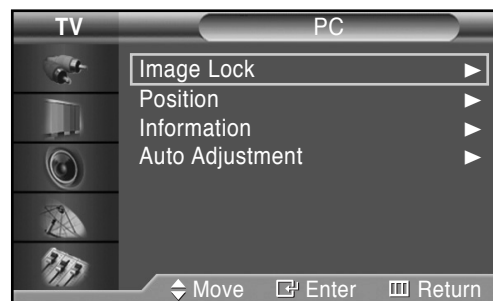 TV PC
Image Lock
Position
Information
Auto Adjustment
Move Enter Return